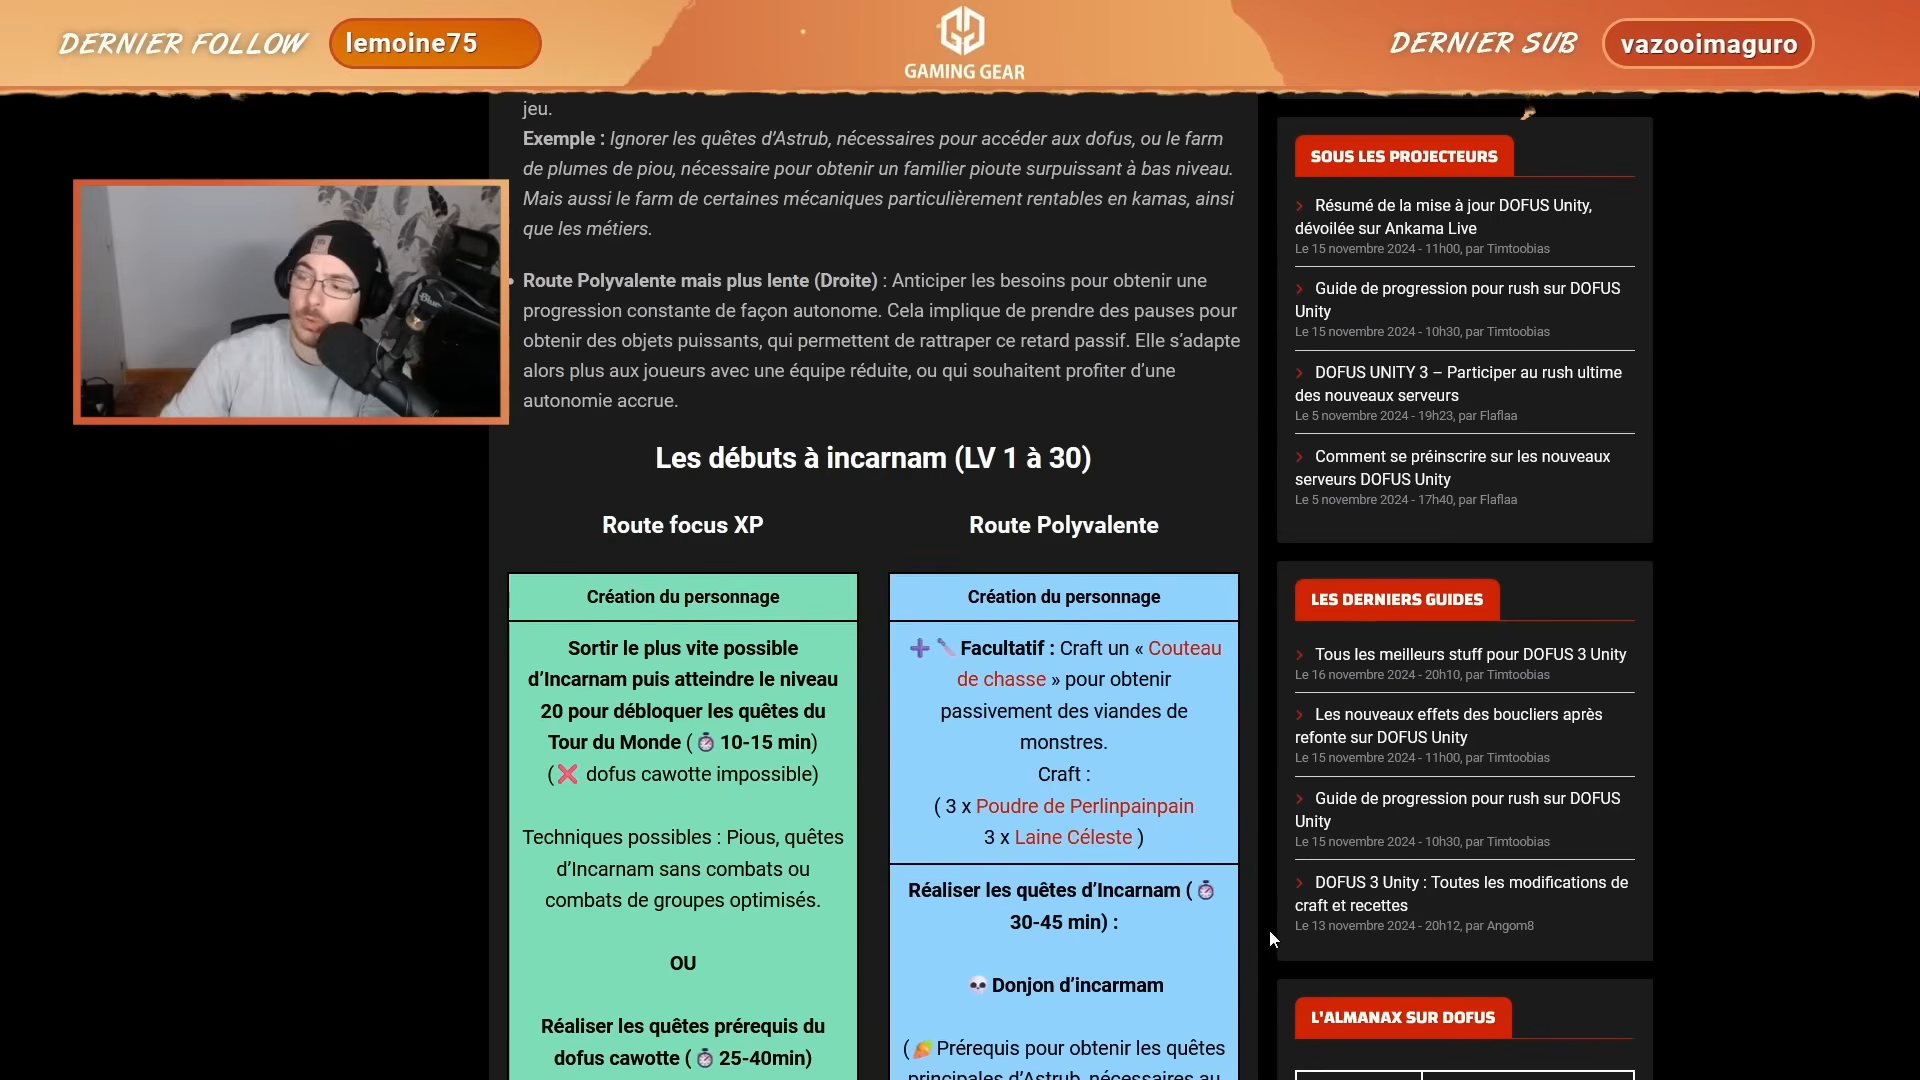 DERNIER FOLLOW
lemoine75
GAMING GEAR
DERNIER SUB
vazooimaguro
jeu.
Exemple : Ignorer les quêtes d’Astrub, nécessaires pour accéder aux dofus, ou le farm
de plumes de piou, nécessaire pour obtenir un familier pioute surpuissant à bas niveau.
Mais aussi le farm de certaines mécaniques particulièrement rentables en kamas, ainsi
que les métiers.
Route Polyvalente mais plus lente (Droite) : Anticiper les besoins pour obtenir une
progression constante de façon autonome. Cela implique de prendre des pauses pour
obtenir des objets puissants, qui permettent de rattraper ce retard passif. Elle s’adapte
alors plus aux joueurs avec une équipe réduite, ou qui souhaitent profiter d’une
autonomie accrue.
Les débuts à incarnam (LV 1 à 30)
Route focus XP
Création du personnage
Sortir le plus vite possible
d’Incarnam puis atteindre le niveau
20 pour débloquer les quêtes du
Tour du Monde (⏱️ 10-15 min)
(❌ dofus cawotte impossible)
Techniques possibles : Pious, quêtes
d’Incarnam sans combats ou
combats de groupes optimisés.
OU
Réaliser les quêtes prérequis du
dofus cawotte (⏱️ 25-40min)
Route Polyvalente
Création du personnage
➕🔪 Facultatif : Craft un « Couteau
de chasse » pour obtenir
passivement des viandes de
monstres.
Craft :
( 3 x Poudre de Perlinpainpain
3 x Laine Céleste )
Réaliser les quêtes d’Incarnam (⏱️
30-45 min) :
💀 Donjon d’incarmam
(🥕 Prérequis pour obtenir les quêtes
principales d’Astrub, nécessaires au
SOUS LES PROJECTEURS
Résumé de la mise à jour DOFUS Unity,
dévoilée sur Ankama Live
Le 15 novembre 2024 - 11h00, par Timtoobias
Guide de progression pour rush sur DOFUS
Unity
Le 15 novembre 2024 - 10h30, par Timtoobias
DOFUS UNITY 3 – Participer au rush ultime
des nouveaux serveurs
Le 5 novembre 2024 - 19h23, par Flaflaa
Comment se préinscrire sur les nouveaux
serveurs DOFUS Unity
Le 5 novembre 2024 - 17h40, par Flaflaa
LES DERNIERS GUIDES
Tous les meilleurs stuff pour DOFUS 3 Unity
Le 16 novembre 2024 - 20h10, par Timtoobias
Les nouveaux effets des boucliers après
refonte sur DOFUS Unity
Le 15 novembre 2024 - 11h00, par Timtoobias
Guide de progression pour rush sur DOFUS
Unity
Le 15 novembre 2024 - 10h30, par Timtoobias
DOFUS 3 Unity : Toutes les modifications de
craft et recettes
Le 13 novembre 2024 - 20h12, par Angom8
L'ALMANAX SUR DOFUS